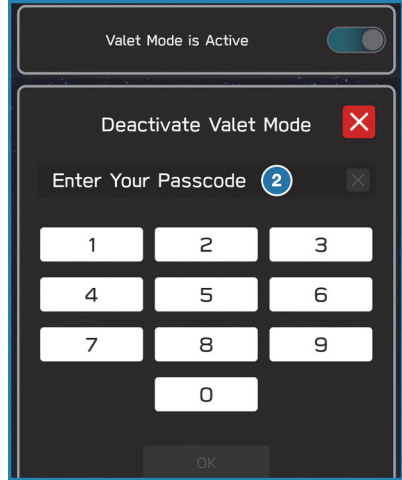 Valet Mode is Active
Deactivate Valet Mode
Enter Your Passcode 2
1 2 3
4 5 6
7 8 9
0
OK